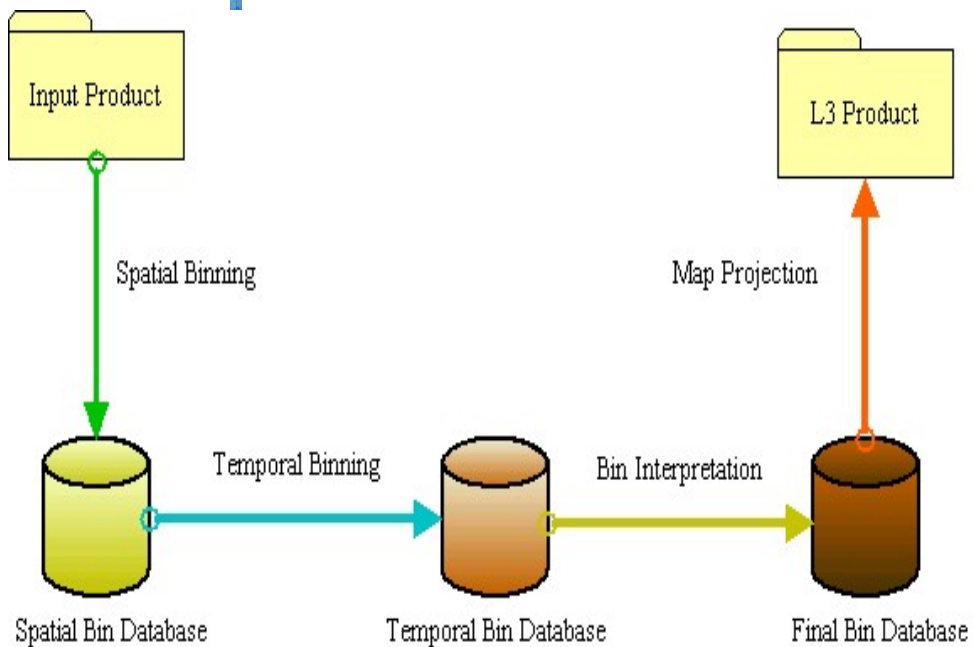 Input Product
L3 Product
Spatial Binning
Map Projection
Temporal Binning
Bin Interpretation
Spatial Bin Database
Temporal Bin Database
Final Bin Database